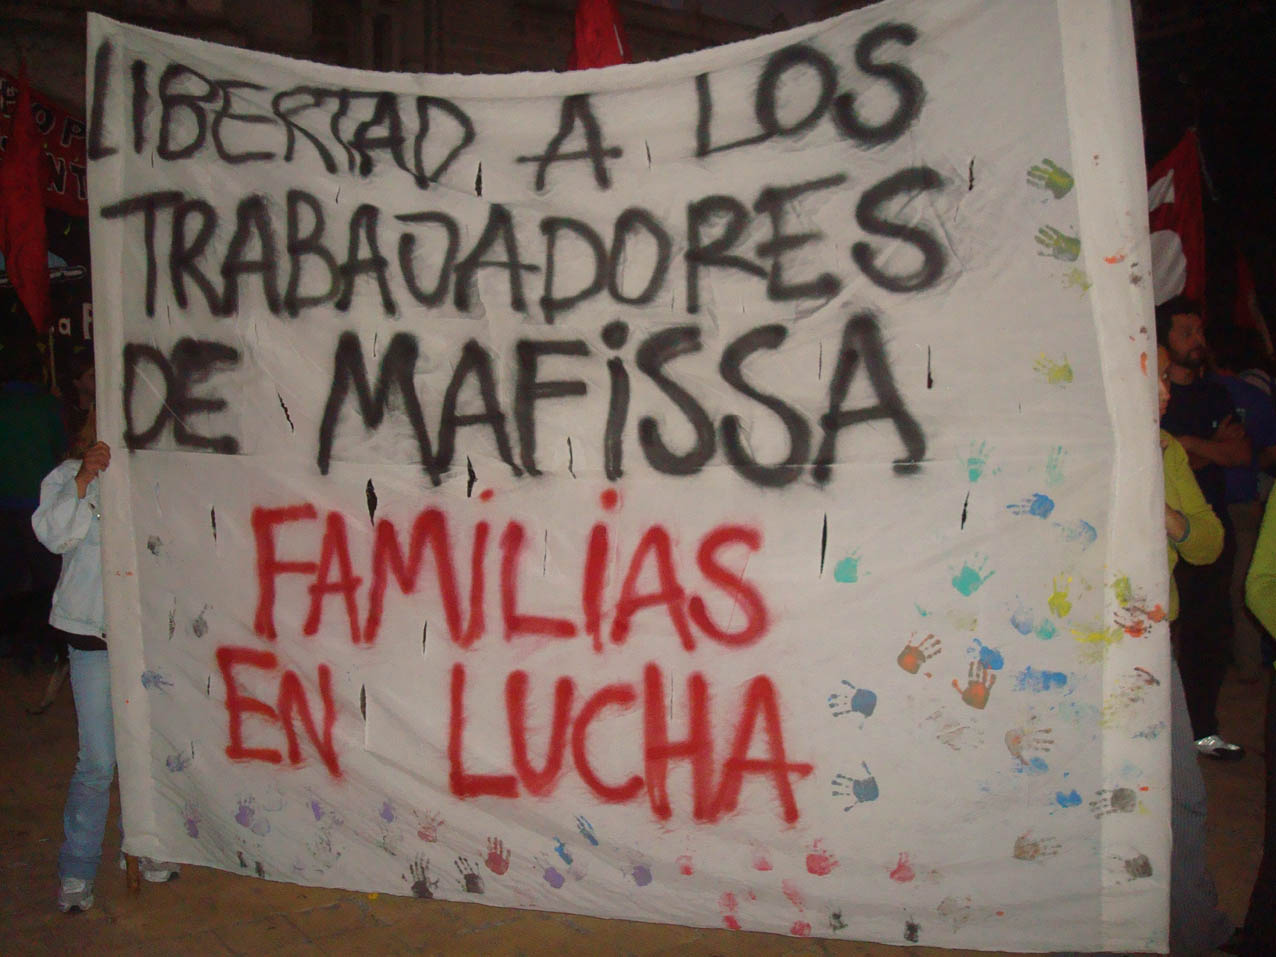 LIBERTAD A LOS
TRABAJADORES
DE MAFISSA
FAMILIAS
EN LUCHA